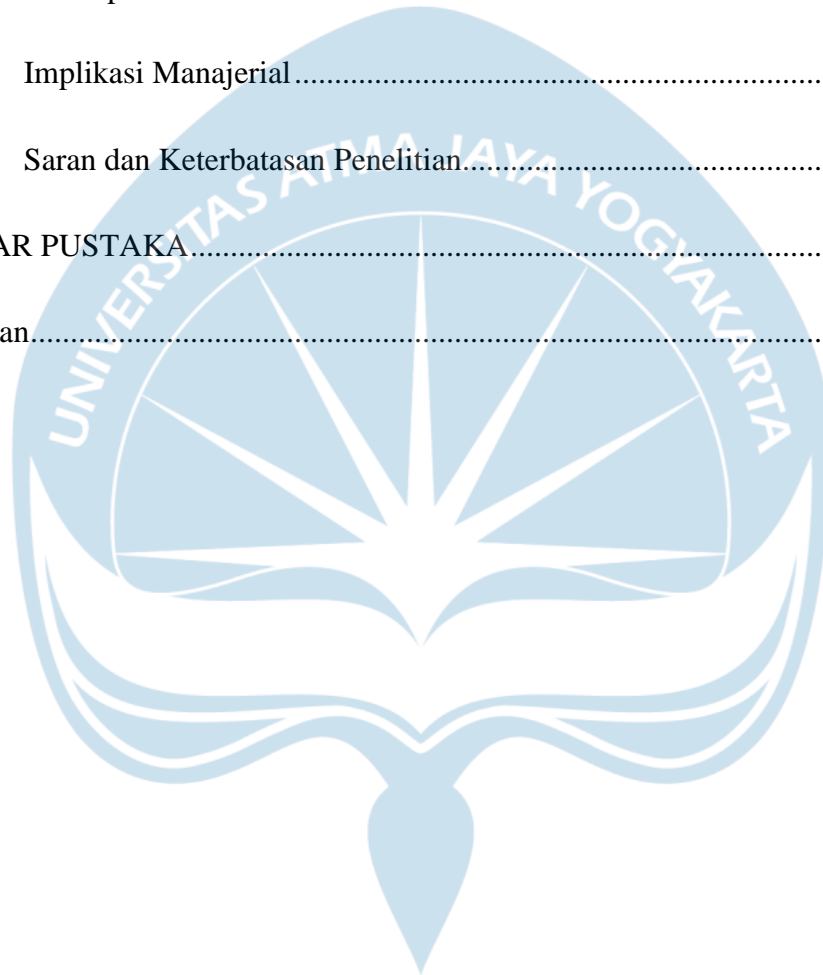 Implikasi Manajerial....................................................................
Saran dan Keterbatasan Penelitian..............................................
AR PUSTAKA...............................................................................
an....................................................................................................
UNIVERSITAS ATMA JAYA YOGYAKARTA